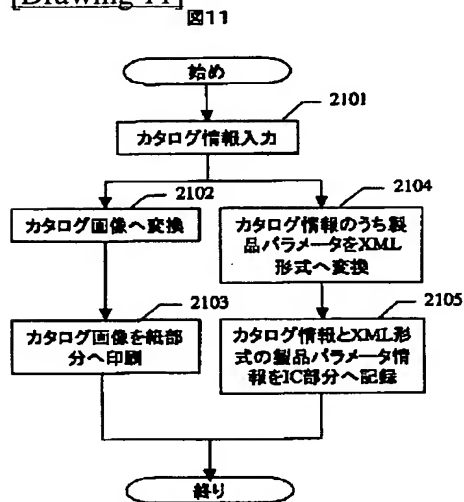 [Drawing 11]
図11
始め
2101
カタログ情報入力
2102
カタログ画像へ変換
2104
カタログ情報のうち製
品パラメータをXML
形式へ変換
2103
カタログ画像を紙部
分へ印刷
2105
カタログ情報とXML形
式の製品パラメータ情
報をIC部分へ記録
終り